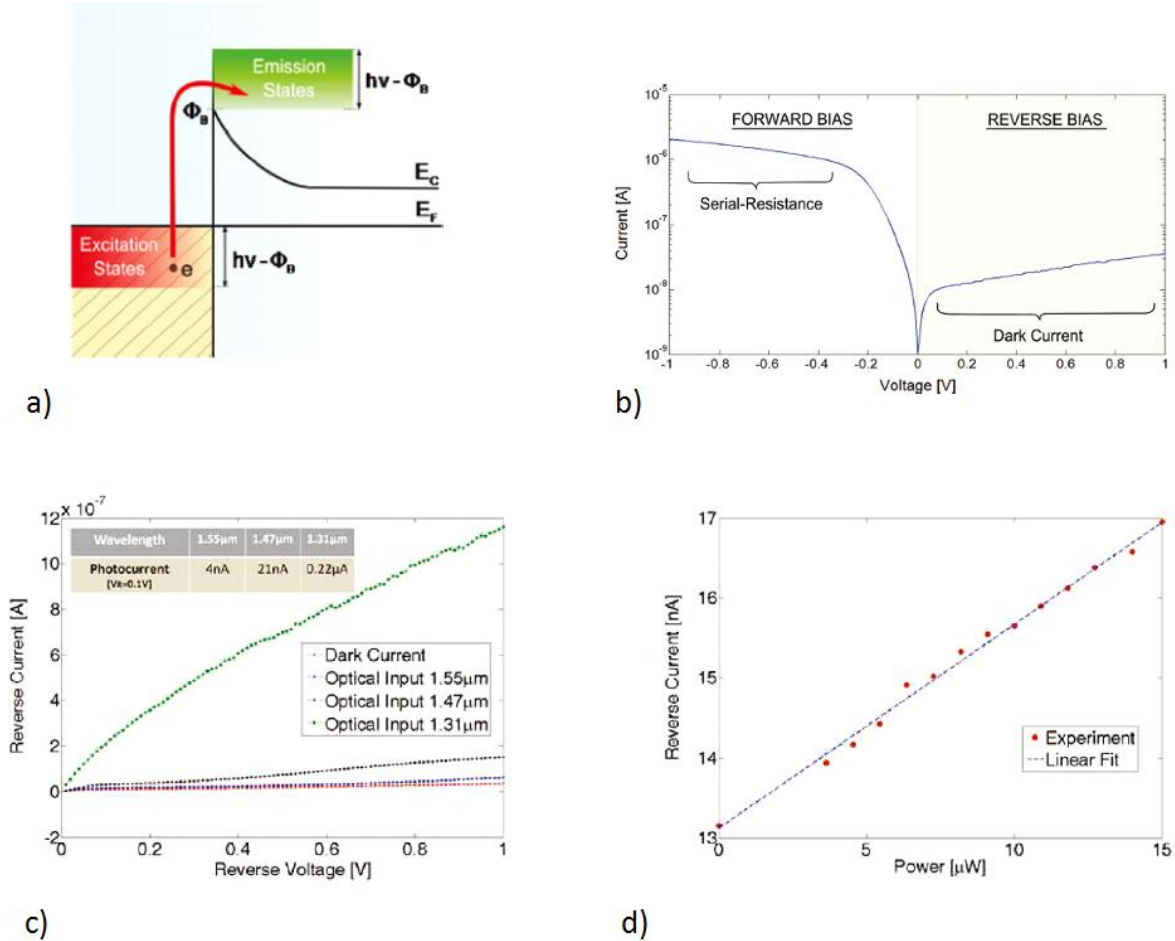 Emission
States
hν - Φ_B
Φ_B
E_C
E_F
Excitation
States
e
hν - Φ_B
a)
FORWARD BIAS
REVERSE BIAS
Serial-Resistance
Dark Current
Current [A]
10⁻⁵
10⁻⁶
10⁻⁷
10⁻⁸
10⁻⁹
-1 -0.8 -0.6 -0.4 -0.2 0 0.2 0.4 0.6 0.8 1
Voltage [V]
b)
x 10⁻⁷
12
10
8
6
4
2
0
-2
Reverse Current [A]
Wavelength 1.55μm 1.47μm 1.31μm
Photocurrent 4nA 21nA 0.22μA
[VR=0.1V]
Dark Current
Optical Input 1.55μm
Optical Input 1.47μm
Optical Input 1.31μm
0 0.2 0.4 0.6 0.8 1
Reverse Voltage [V]
c)
17
16
15
14
13
Reverse Current [nA]
Experiment
Linear Fit
0 5 10 15
Power [μW]
d)